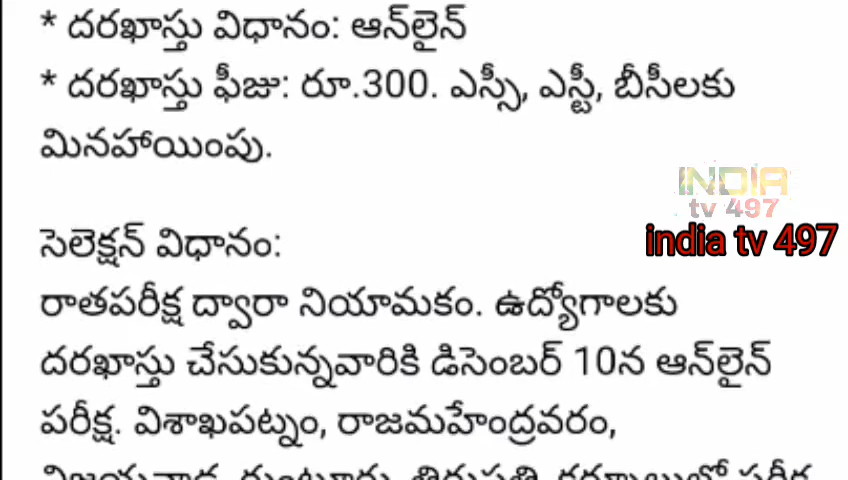 * దరఖాస్తు విధానం: ఆన్‌లైన్
* దరఖాస్తు ఫీజు: రూ.300. ఎస్సీ, ఎస్టీ, బీసీలకు
మినహాయింపు.
INDIA
tv 497
india tv 497
సెలెక్షన్ విధానం:
రాతపరీక్ష ద్వారా నియామకం. ఉద్యోగాలకు
దరఖాస్తు చేసుకున్నవారికి డిసెంబర్ 10న ఆన్‌లైన్
పరీక్ష. విశాఖపట్నం, రాజమహేంద్రవరం,